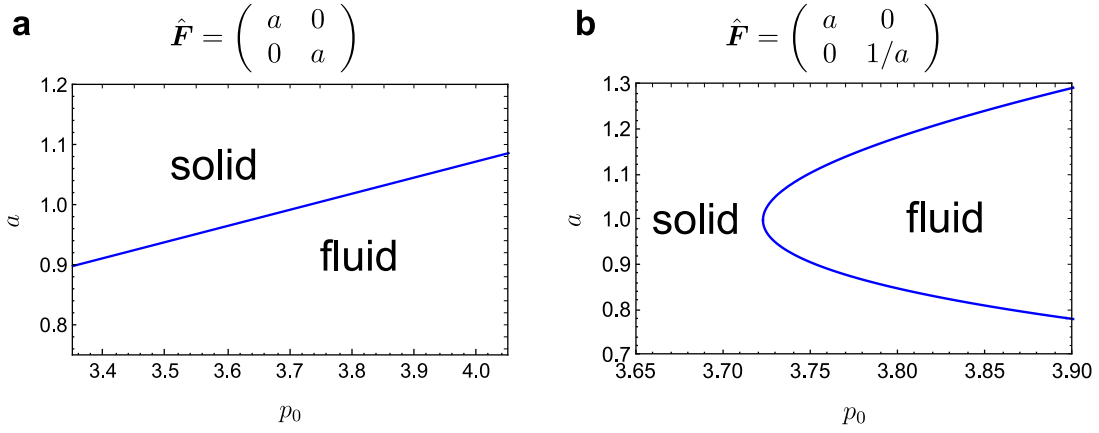 a
F̂ = ( a 0
0 a )
1.2
1.1
1.0
0.9
0.8
a
solid
fluid
3.4 3.5 3.6 3.7 3.8 3.9 4.0
p₀
b
F̂ = ( a 0
0 1/a )
1.3
1.2
1.1
1.0
0.9
0.8
0.7
a
solid
fluid
3.65 3.70 3.75 3.80 3.85 3.90
p₀